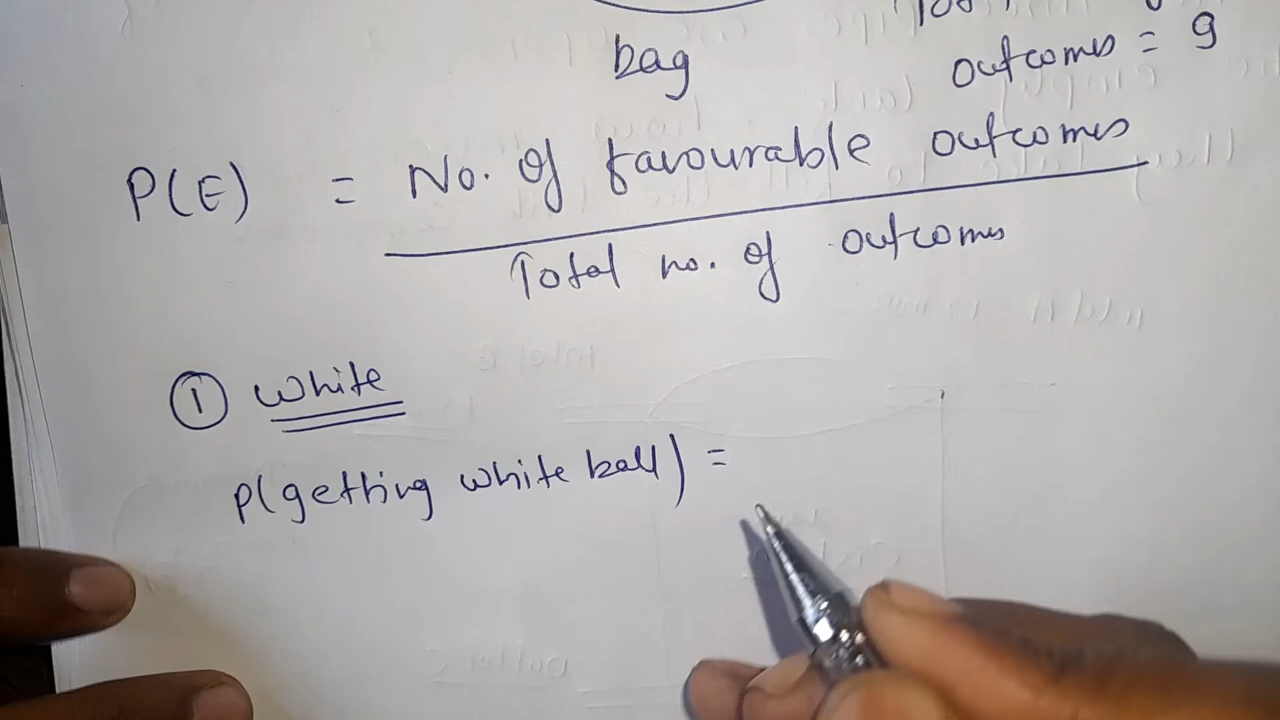 bag
outcomes = 9
P(E) = No. of favourable outcomes
Total no. of outcomes
① White
P(getting white ball) =